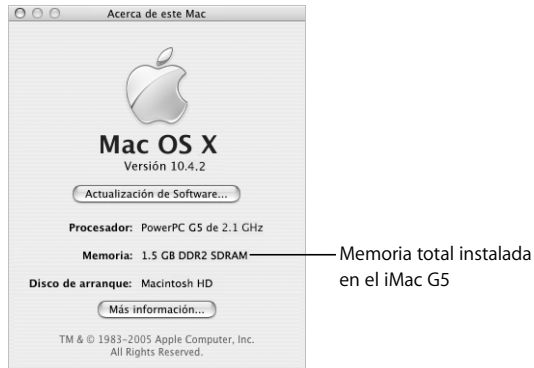 Acerca de este Mac
Mac OS X
Versión 10.4.2
Actualización de Software...
Procesador: PowerPC G5 de 2.1 GHz
Memoria: 1.5 GB DDR2 SDRAM
Memoria total instalada
en el iMac G5
Disco de arranque: Macintosh HD
Más información...
TM & © 1983–2005 Apple Computer, Inc.
All Rights Reserved.